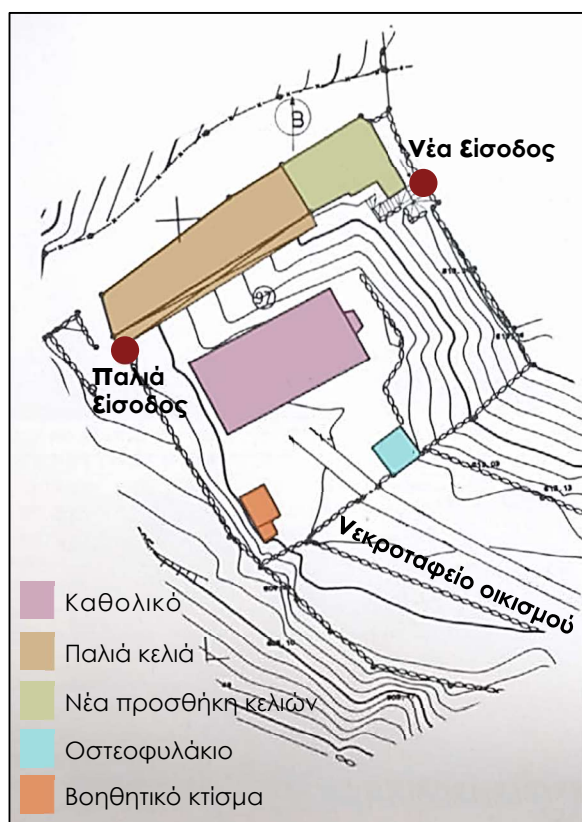 Β
Νέα Είσοδος
97
Παλιά
Είσοδος
Νεκροταφείο οικισμού
Καθολικό
Παλιά κελιά
Νέα προσθήκη κελιών
Οστεοφυλάκιο
Βοηθητικό κτίσμα